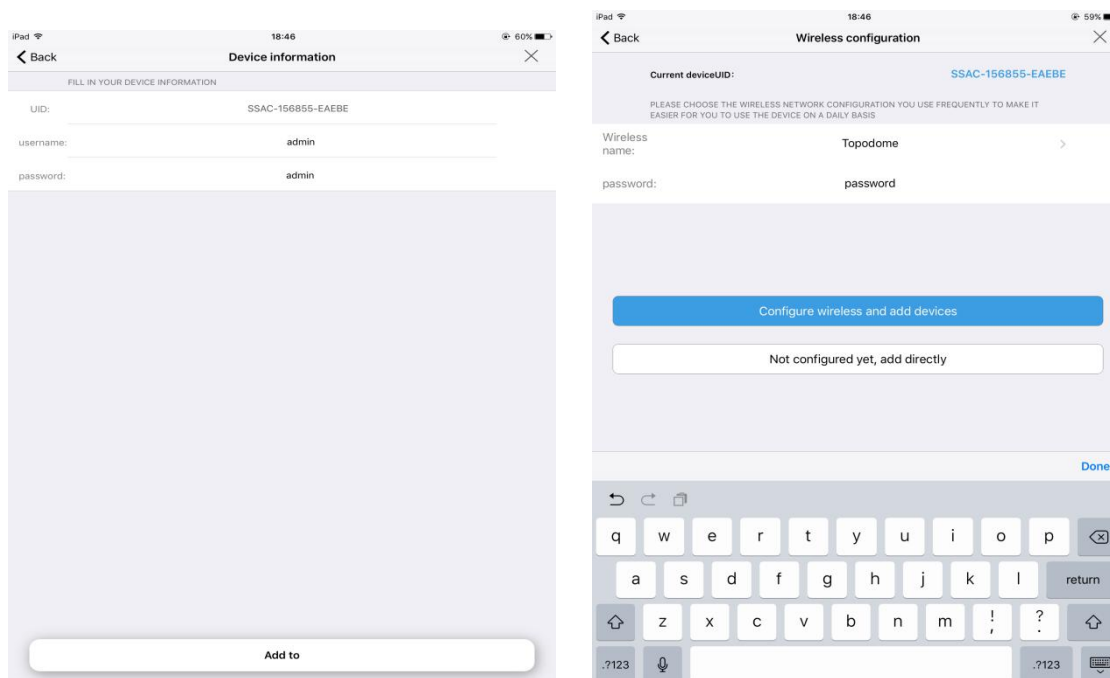 iPad 18:46 60%
Back Device information
FILL IN YOUR DEVICE INFORMATION
UID: SSAC-156855-EAEBE
username: admin
password: admin
Add to
iPad 18:46 59%
Back Wireless configuration
Current deviceUID: SSAC-156855-EAEBE
PLEASE CHOOSE THE WIRELESS NETWORK CONFIGURATION YOU USE FREQUENTLY TO MAKE IT
EASIER FOR YOU TO USE THE DEVICE ON A DAILY BASIS
Wireless
name: Topodome
password: password
Configure wireless and add devices
Not configured yet, add directly
Done
q w e r t y u i o p
a s d f g h j k l return
z x c v b n m ! , ? .
.?123 .?123